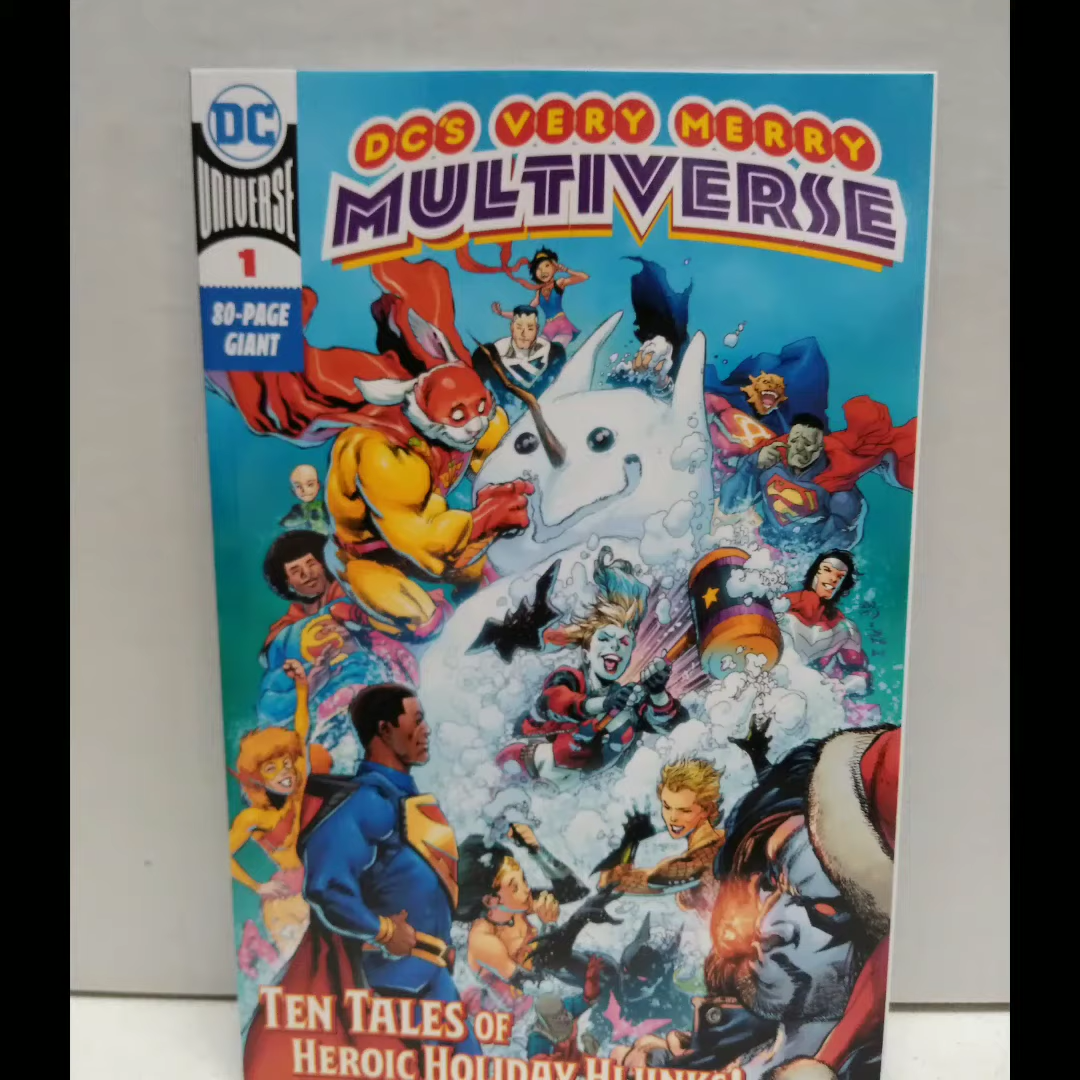 DC
UNIVERSE
1
80-PAGE
GIANT
DC'S VERY MERRY
MULTIVERSE
S
TEN TALES OF
HEROIC HOLIDAY